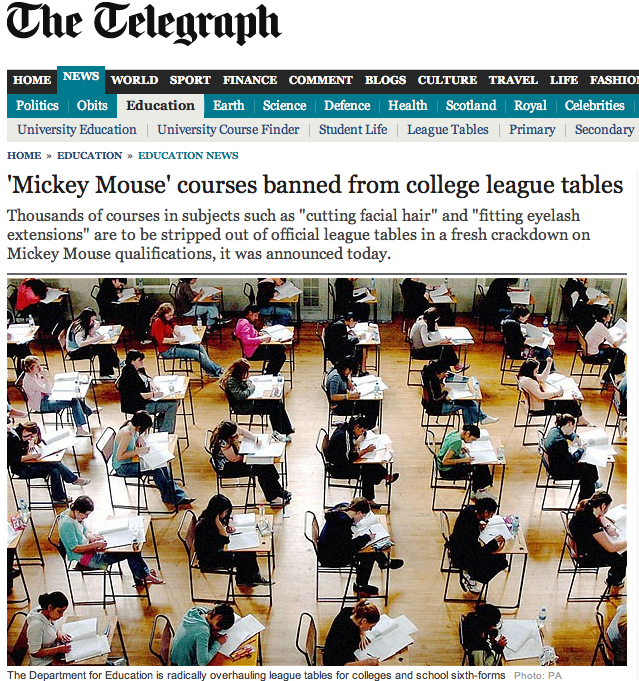 The Telegraph
HOME NEWS WORLD SPORT FINANCE COMMENT BLOGS CULTURE TRAVEL LIFE FASHIO
Politics Obits Education Earth Science Defence Health Scotland Royal Celebrities
University Education University Course Finder Student Life League Tables Primary Secondary
HOME » EDUCATION » EDUCATION NEWS
'Mickey Mouse' courses banned from college league tables
Thousands of courses in subjects such as "cutting facial hair" and "fitting eyelash
extensions" are to be stripped out of official league tables in a fresh crackdown on
Mickey Mouse qualifications, it was announced today.
The Department for Education is radically overhauling league tables for colleges and school sixth-forms Photo: PA